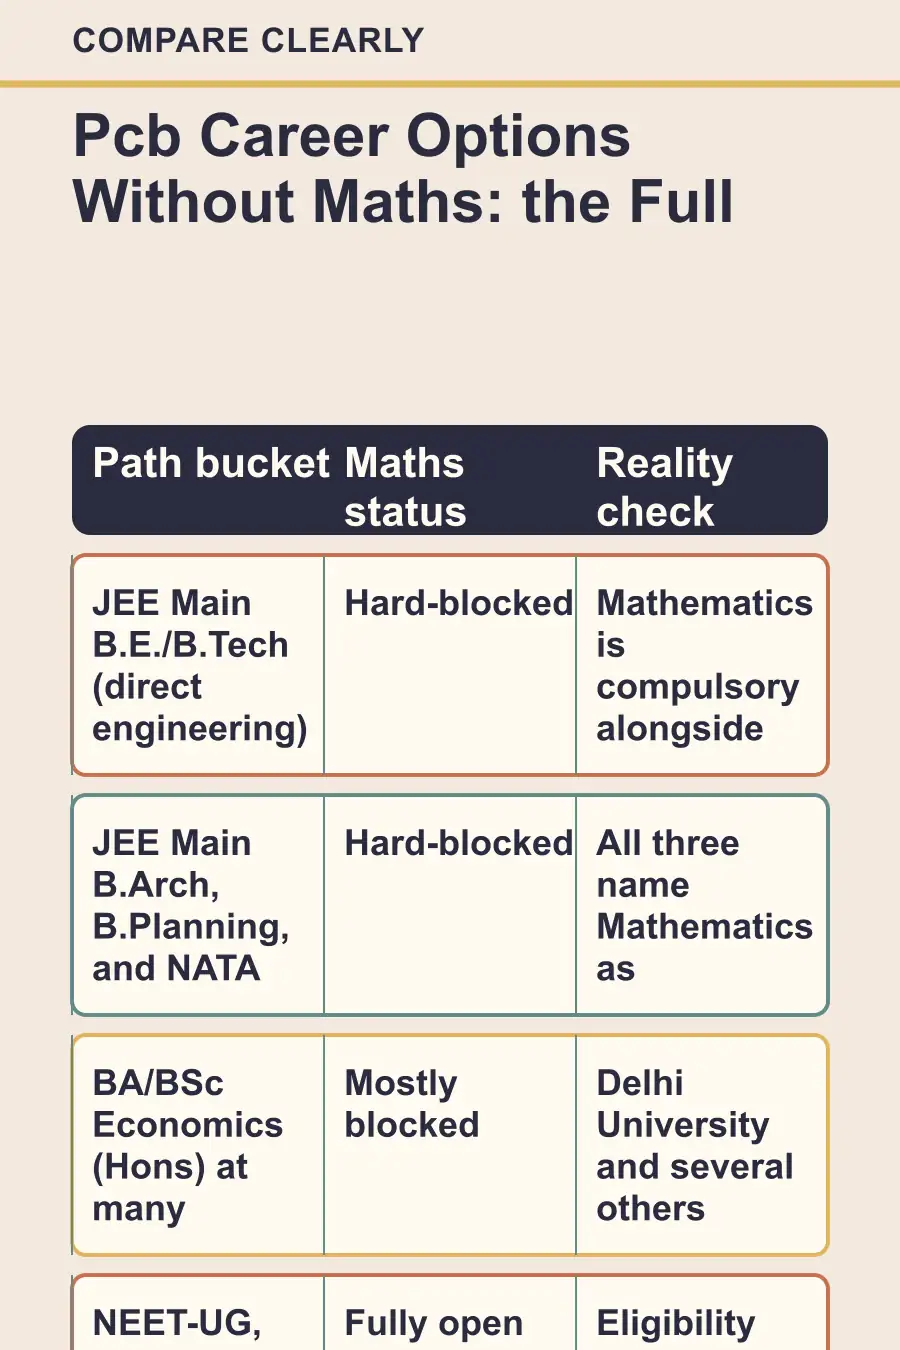 COMPARE CLEARLY
Pcb Career Options
Without Maths: the Full
Path bucket
Maths
status
Reality
check
JEE Main
B.E./B.Tech
(direct
engineering)
Hard-blocked
Mathematics
is
compulsory
alongside
JEE Main
B.Arch,
B.Planning,
and NATA
Hard-blocked
All three
name
Mathematics
as
BA/BSc
Economics
(Hons) at
many
Mostly
blocked
Delhi
University
and several
others
NEET-UG,
Fully open
Eligibility